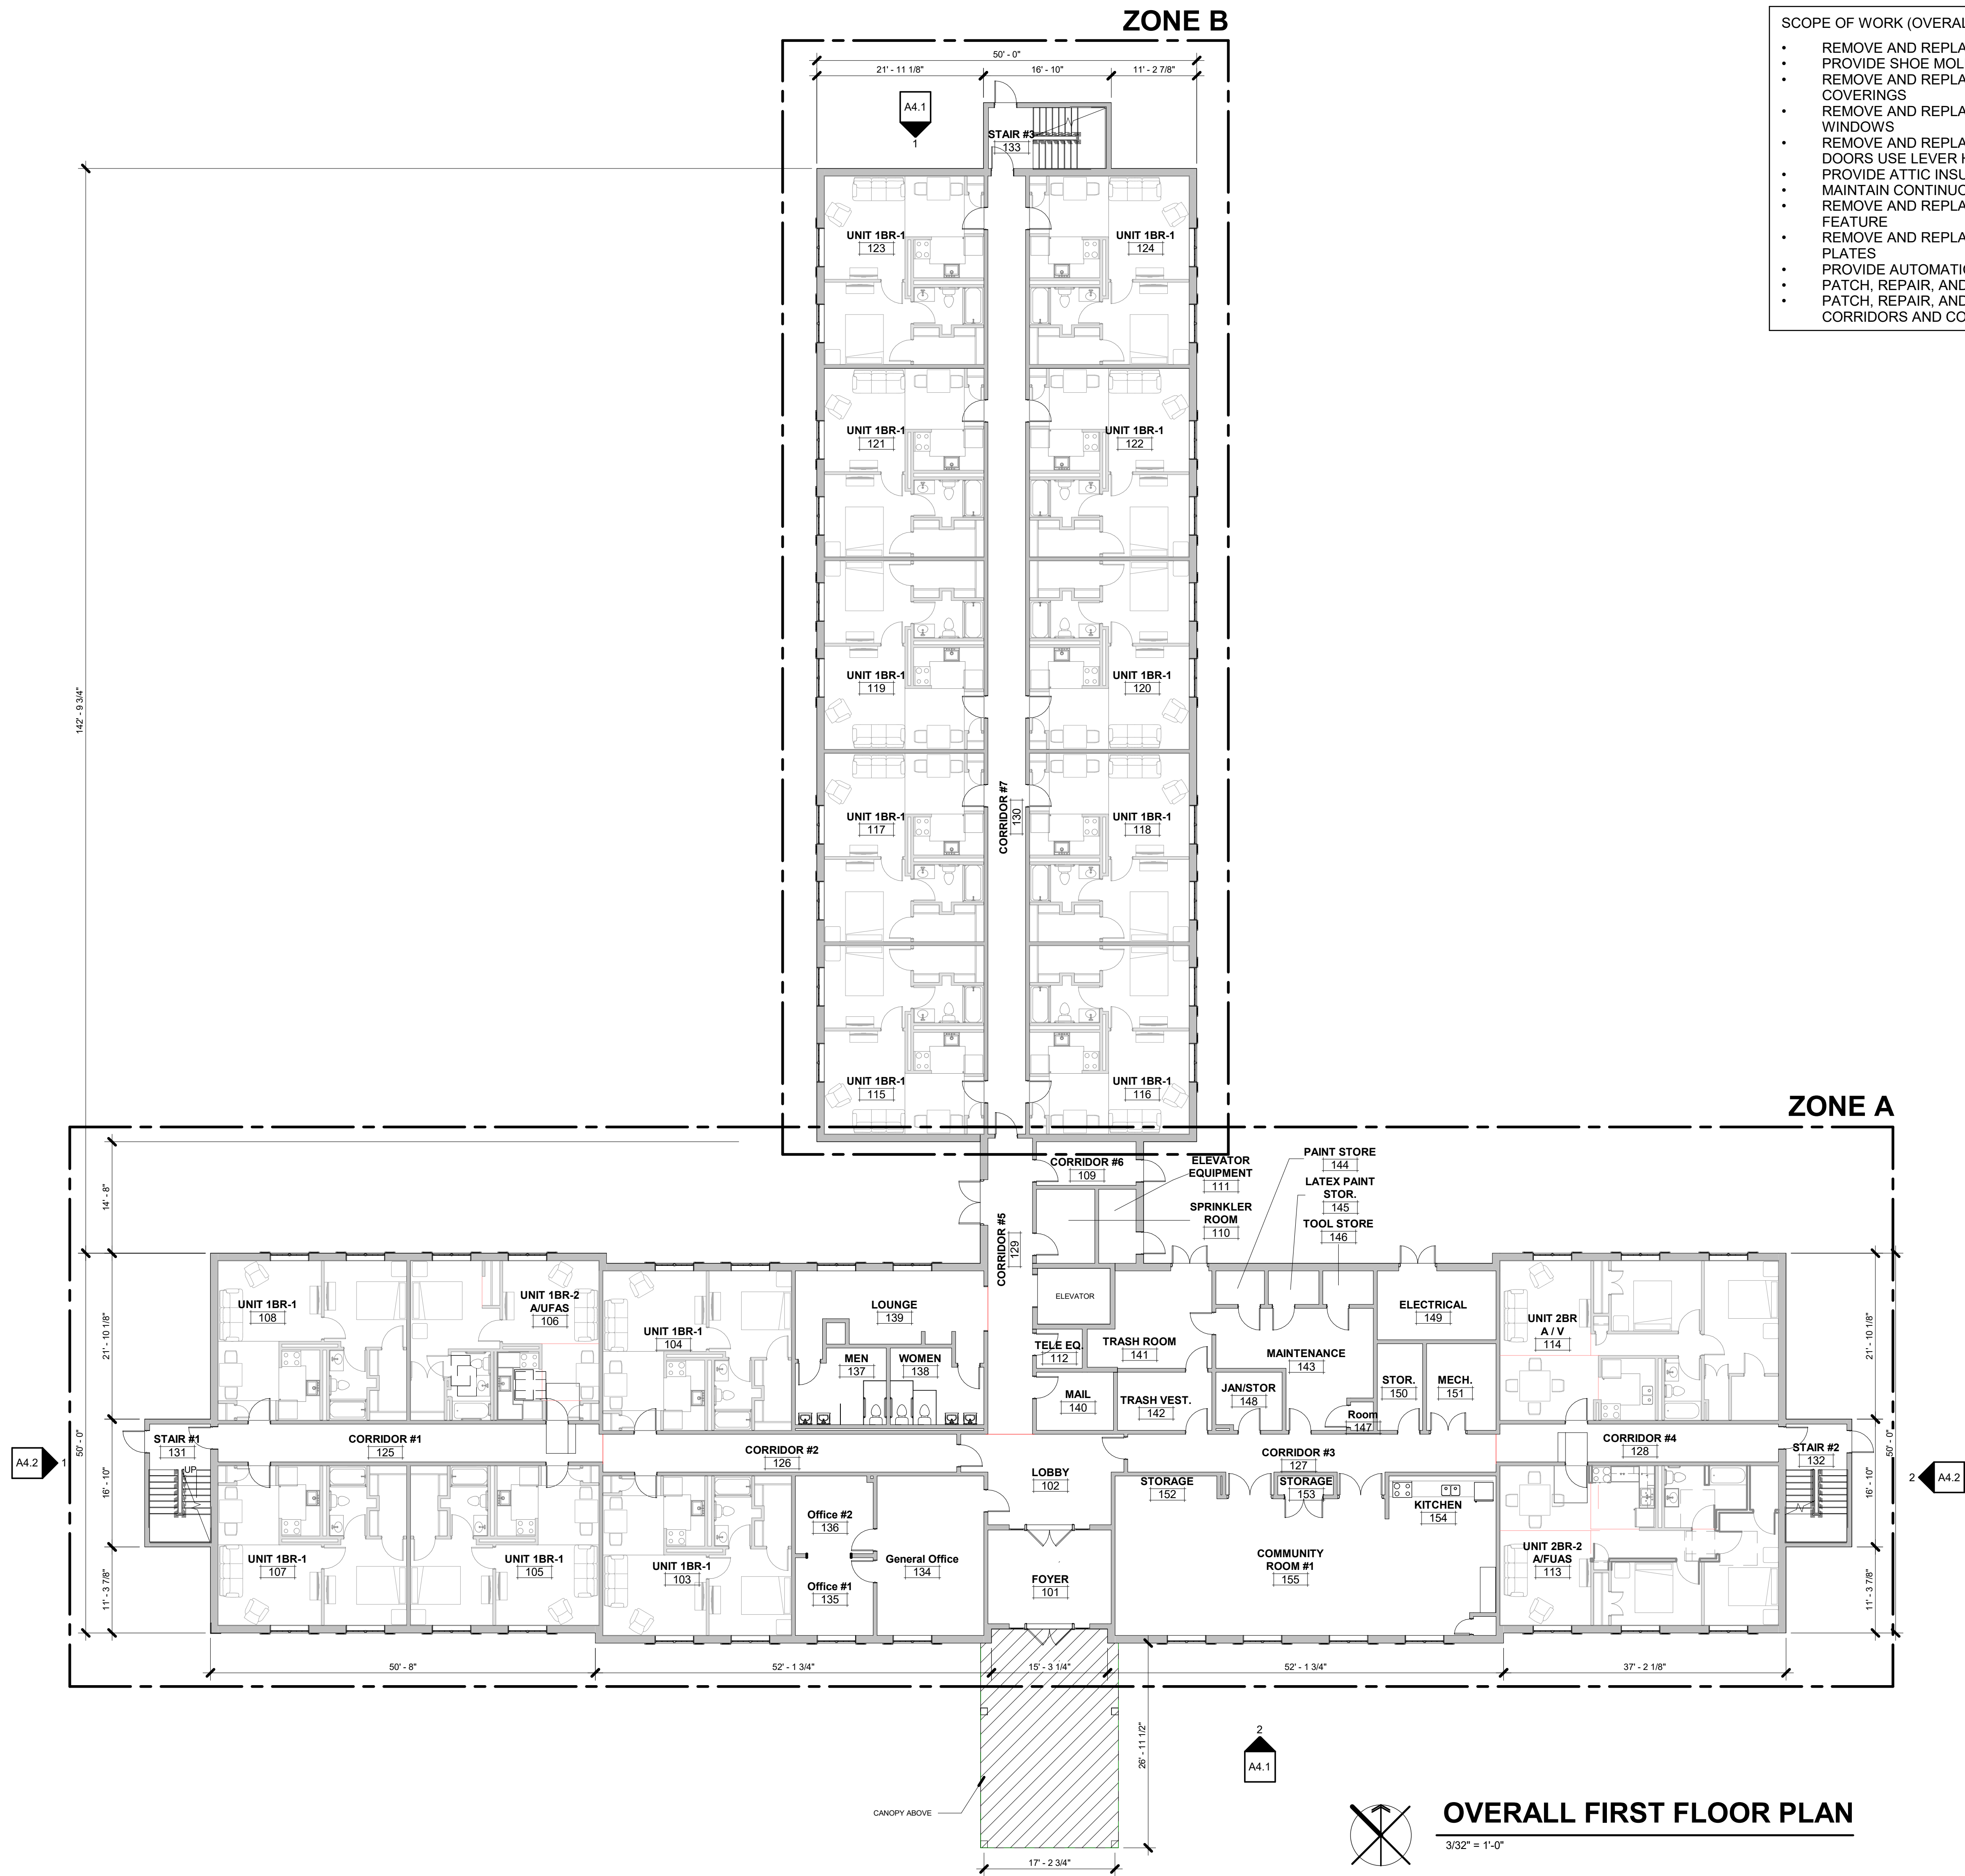 ZONE B
SCOPE OF WORK (OVERAL
• REMOVE AND REPLA
• PROVIDE SHOE MOL
• REMOVE AND REPLA
COVERINGS
• REMOVE AND REPLA
WINDOWS
• REMOVE AND REPLA
DOORS USE LEVER H
• PROVIDE ATTIC INSU
• MAINTAIN CONTINUO
• REMOVE AND REPLA
FEATURE
• REMOVE AND REPLA
PLATES
• PROVIDE AUTOMATIC
• PATCH, REPAIR, AND
• PATCH, REPAIR, AND
CORRIDORS AND CO
50' - 0"
21' - 11 1/8"
16' - 10"
11' - 2 7/8"
A4.1
1
STAIR #3
133
UNIT 1BR-1
123
UNIT 1BR-1
124
UNIT 1BR-1
121
UNIT 1BR-1
122
142' - 9 3/4"
UNIT 1BR-1
119
UNIT 1BR-1
120
UNIT 1BR-1
117
CORRIDOR #7
130
UNIT 1BR-1
118
UNIT 1BR-1
115
UNIT 1BR-1
116
ZONE A
14' - 8"
CORRIDOR #6
109
ELEVATOR
EQUIPMENT
111
SPRINKLER
ROOM
110
PAINT STORE
144
LATEX PAINT
STOR.
145
TOOL STORE
146
CORRIDOR #5
129
ELEVATOR
21' - 10 1/8"
UNIT 1BR-1
108
UNIT 1BR-2
A/UFAS
106
UNIT 1BR-1
104
LOUNGE
139
MEN
137
WOMEN
138
TELE EQ.
112
TRASH ROOM
141
MAINTENANCE
143
ELECTRICAL
149
UNIT 2BR
A / V
114
21' - 10 1/8"
MAIL
140
TRASH VEST.
142
JAN/STOR
148
Room
147
STOR.
150
MECH.
151
A4.2
1
50' - 0"
16' - 10"
STAIR #1
131
UP
CORRIDOR #1
125
CORRIDOR #2
126
LOBBY
102
CORRIDOR #3
127
CORRIDOR #4
128
STAIR #2
132
16' - 10"
50' - 0"
2
A4.2
STORAGE
152
STORAGE
153
KITCHEN
154
11' - 3 7/8"
UNIT 1BR-1
107
UNIT 1BR-1
105
UNIT 1BR-1
103
Office #2
136
Office #1
135
General Office
134
FOYER
101
COMMUNITY
ROOM #1
155
UNIT 2BR-2
A/FUAS
113
11' - 3 7/8"
50' - 8"
52' - 1 3/4"
15' - 3 1/4"
52' - 1 3/4"
37' - 2 1/8"
26' - 11 1/2"
2
A4.1
CANOPY ABOVE
17' - 2 3/4"
OVERALL FIRST FLOOR PLAN
3/32" = 1'-0"